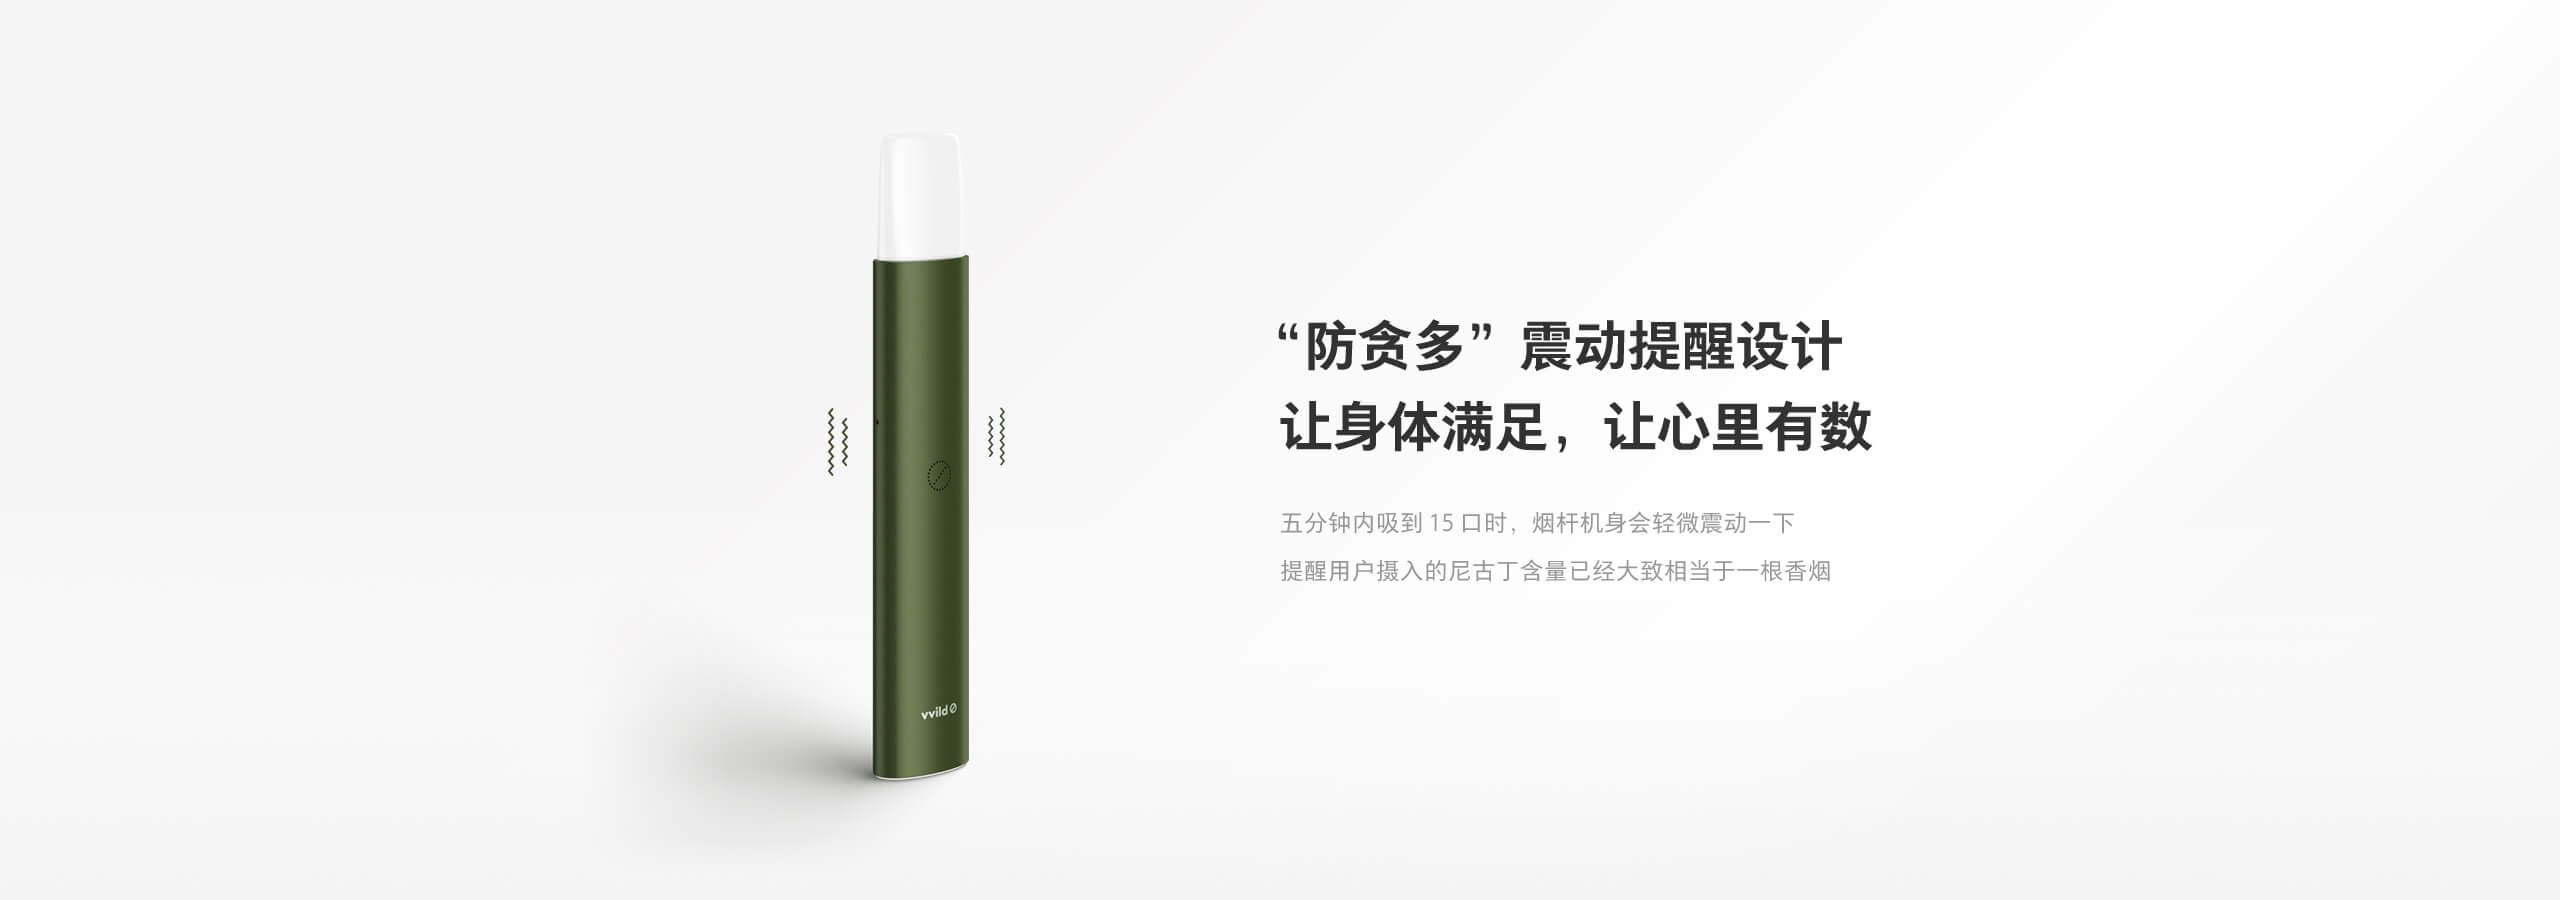 “防贪多”震动提醒设计
让身体满足，让心里有数
五分钟内吸到 15 口时，烟杆机身会轻微震动一下
提醒用户摄入的尼古丁含量已经大致相当于一根香烟
vvild